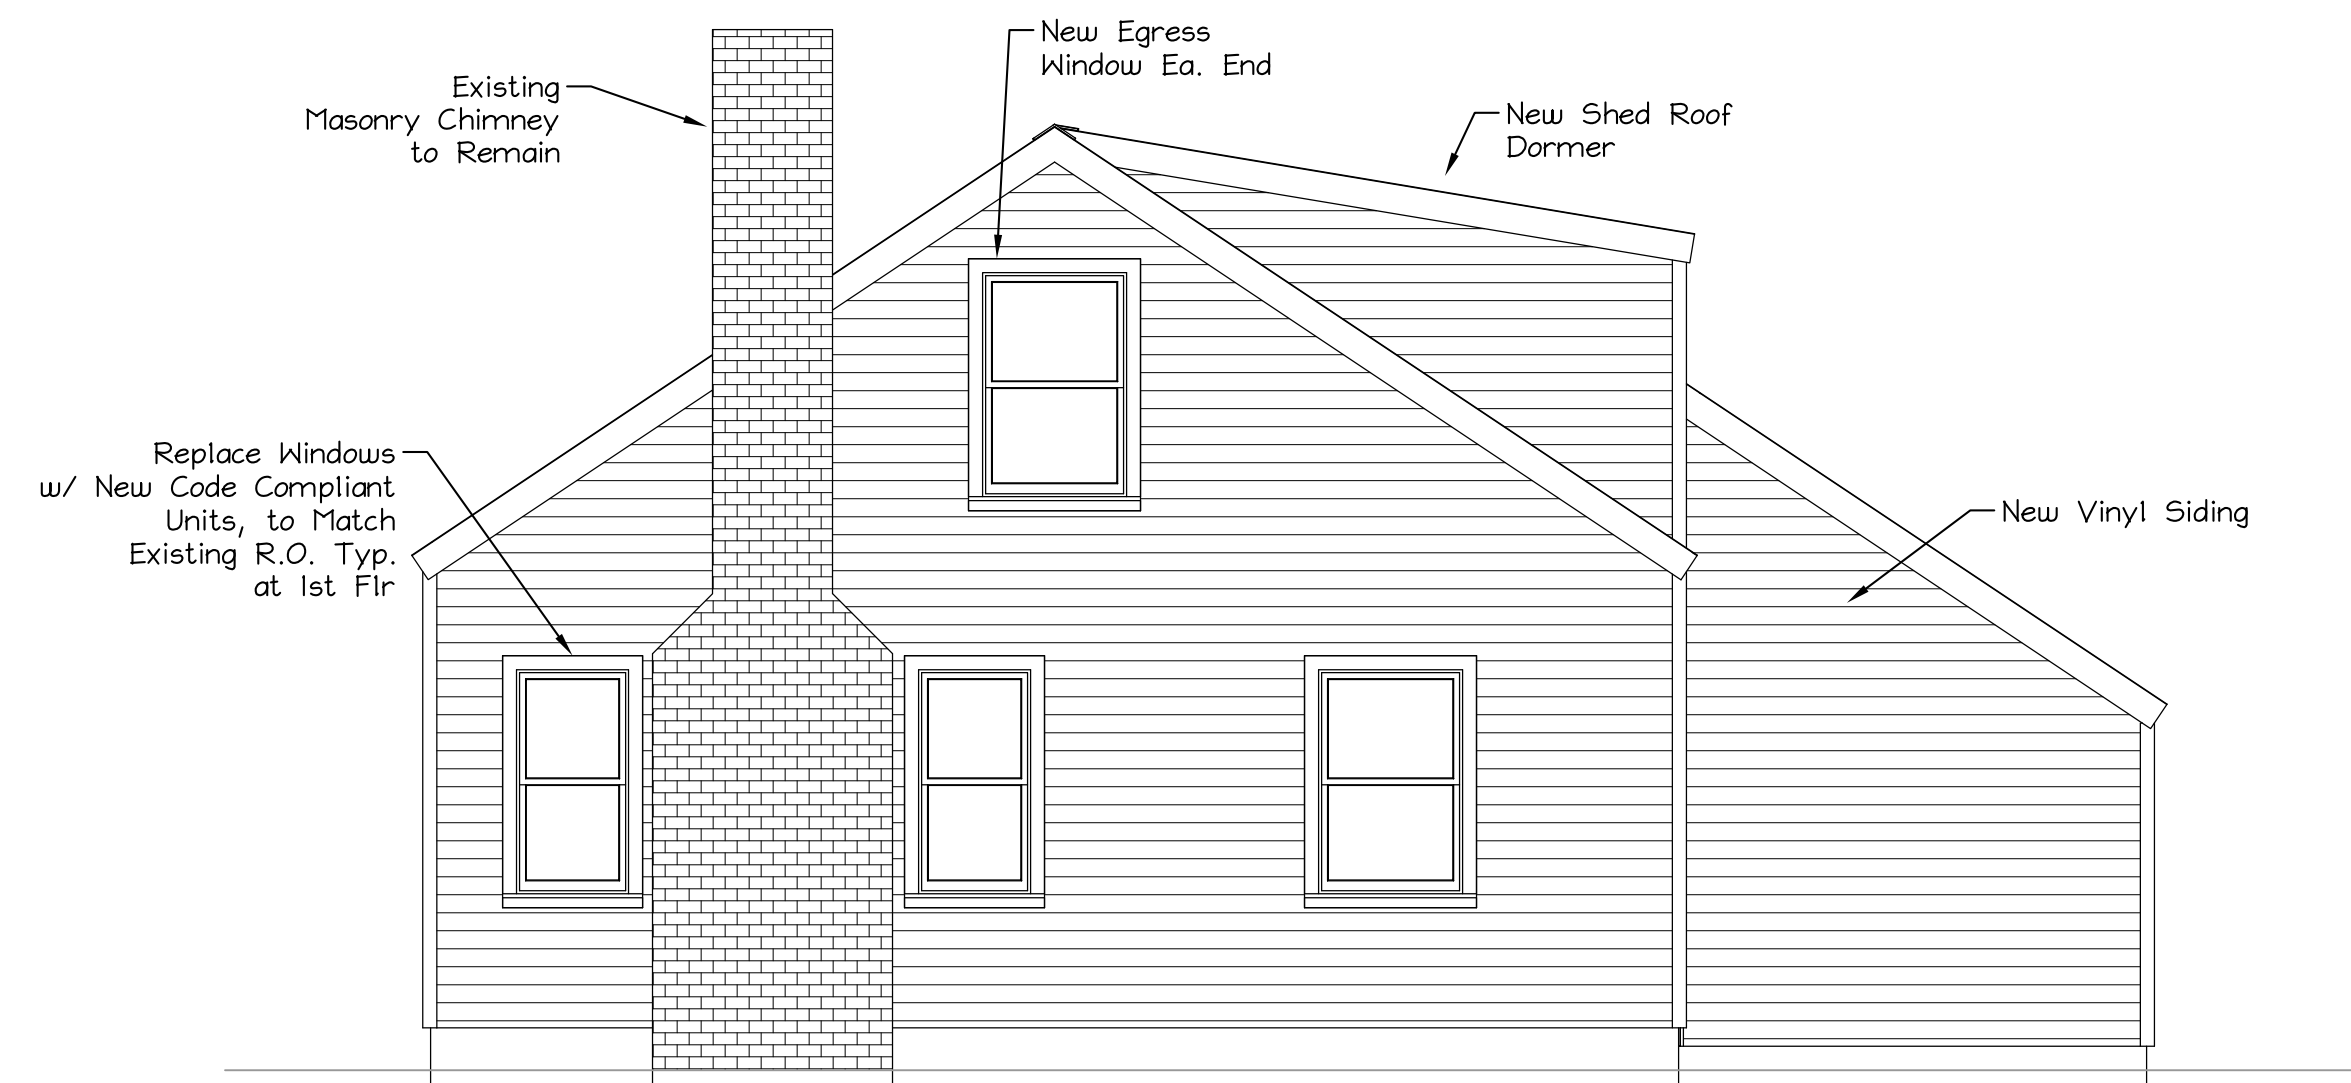 New Egress
Window Ea. End
Existing
Masonry Chimney
to Remain
New Shed Roof
Dormer
Replace Windows
w/ New Code Compliant
Units, to Match
Existing R.O. Typ.
at 1st Flr
New Vinyl Siding